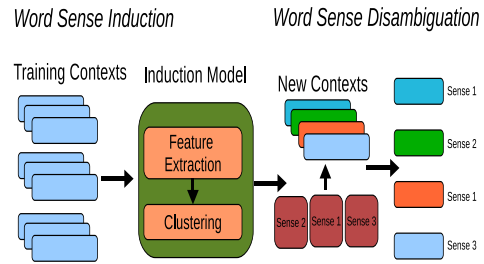 Word Sense Induction
Word Sense Disambiguation
Training Contexts
Induction Model
New Contexts
Feature
Extraction
Clustering
Sense 2
Sense 1
Sense 3
Sense 1
Sense 2
Sense 1
Sense 3